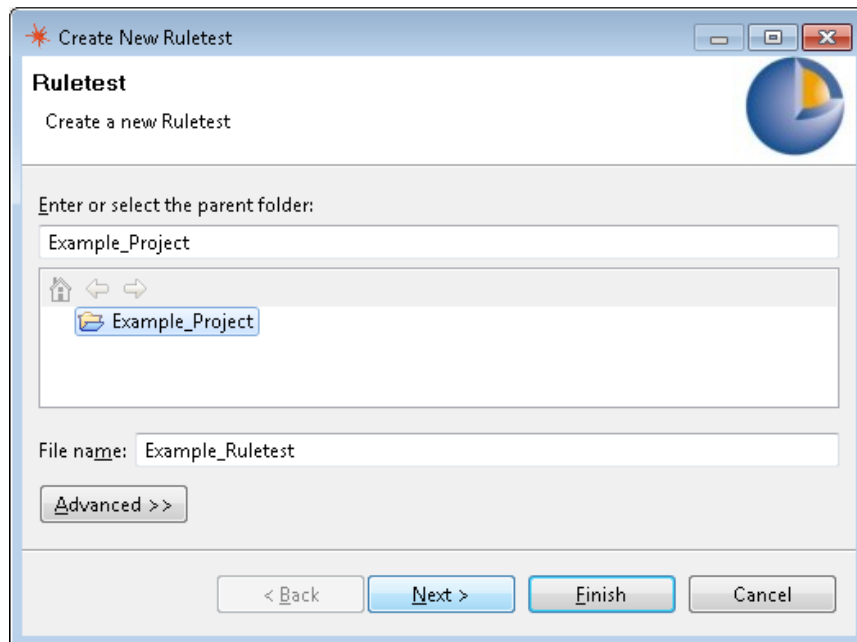 Create New Ruletest
Ruletest
Create a new Ruletest
Enter or select the parent folder:
Example_Project
Example_Project
File name: Example_Ruletest
Advanced >>
< Back Next > Finish Cancel